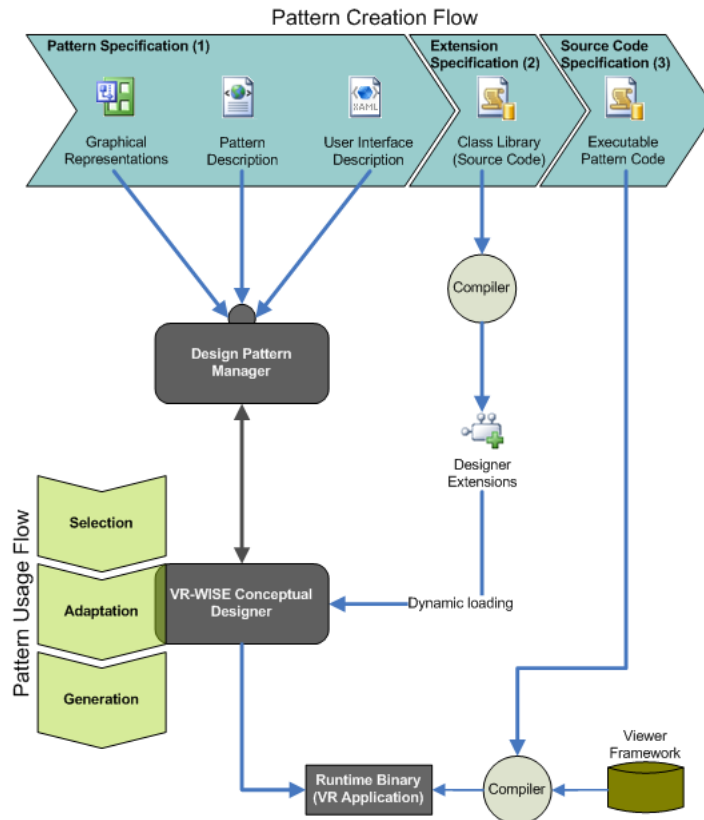 Pattern Creation Flow
Pattern Specification (1)
Extension
Specification (2)
Source Code
Specification (3)
XAML
Graphical
Representations
Pattern
Description
User Interface
Description
Class Library
(Source Code)
Executable
Pattern Code
Compiler
Design Pattern
Manager
Designer
Extensions
Pattern Usage Flow
Selection
Adaptation
VR-WISE Conceptual
Designer
Dynamic loading
Generation
Viewer
Framework
Runtime Binary
(VR Application)
Compiler